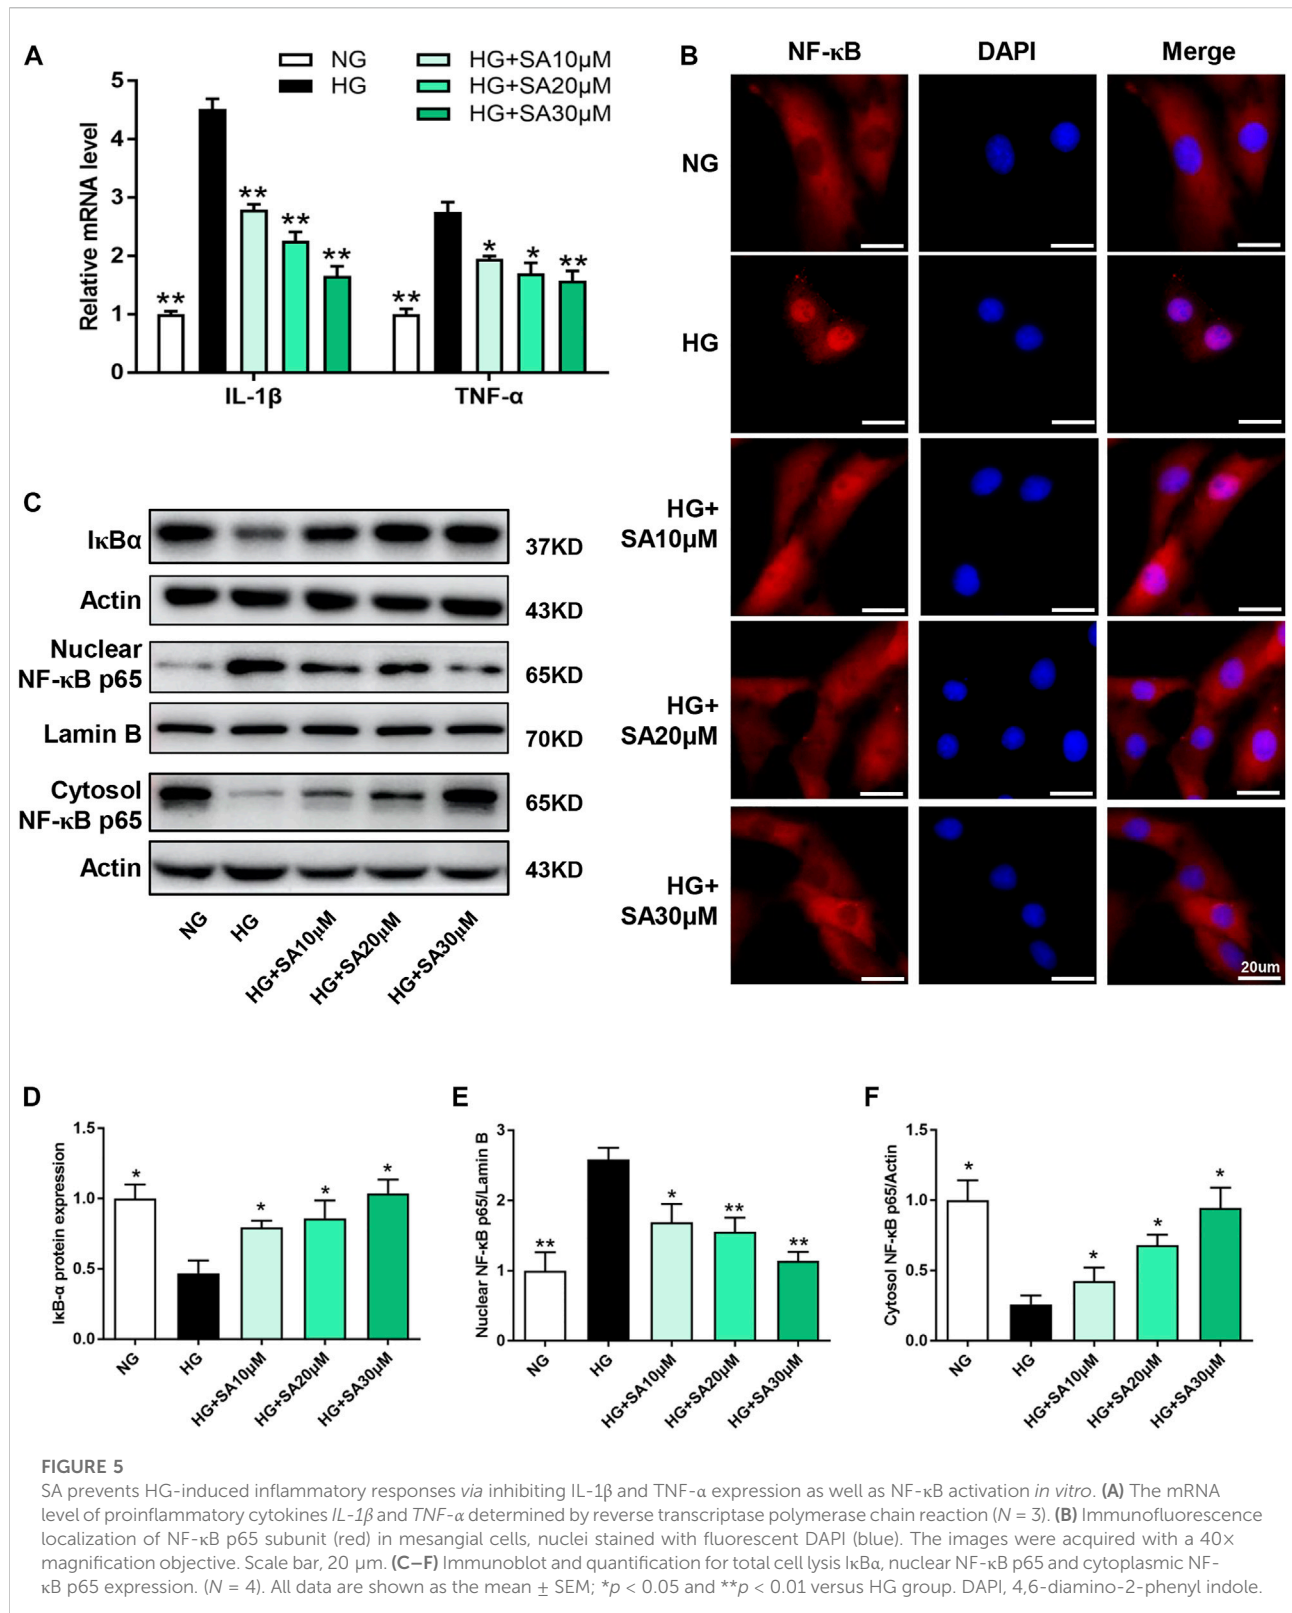 A
NG
HG
HG+SA10μM
HG+SA20μM
HG+SA30μM
Relative mRNA level
5
4
3
2
1
0
**
**
**
**
**
*
*
**
IL-1β
TNF-α
B
NF-κB
DAPI
Merge
NG
HG
HG+
SA10μM
HG+
SA20μM
HG+
SA30μM
20um
C
IκBα
37KD
Actin
43KD
Nuclear
NF-κB p65
65KD
Lamin B
70KD
Cytosol
NF-κB p65
65KD
Actin
43KD
NG
HG
HG+SA10μM
HG+SA20μM
HG+SA30μM
D
IκB-α protein expression
1.5
1.0
0.5
0.0
*
*
*
*
NG
HG
HG+SA10μM
HG+SA20μM
HG+SA30μM
E
Nuclear NF-κB p65/Lamin B
3
2
1
0
**
*
**
**
NG
HG
HG+SA10μM
HG+SA20μM
HG+SA30μM
F
Cytosol NF-κB p65/Actin
1.5
1.0
0.5
0.0
*
*
*
*
NG
HG
HG+SA10μM
HG+SA20μM
HG+SA30μM
FIGURE 5
SA prevents HG-induced inflammatory responses via inhibiting IL-1β and TNF-α expression as well as NF-κB activation in vitro. (A) The mRNA
level of proinflammatory cytokines IL-1β and TNF-α determined by reverse transcriptase polymerase chain reaction (N = 3). (B) Immunofluorescence
localization of NF-κB p65 subunit (red) in mesangial cells, nuclei stained with fluorescent DAPI (blue). The images were acquired with a 40×
magnification objective. Scale bar, 20 μm. (C–F) Immunoblot and quantification for total cell lysis IκBα, nuclear NF-κB p65 and cytoplasmic NF-
κB p65 expression. (N = 4). All data are shown as the mean ± SEM; *p < 0.05 and **p < 0.01 versus HG group. DAPI, 4,6-diamino-2-phenyl indole.